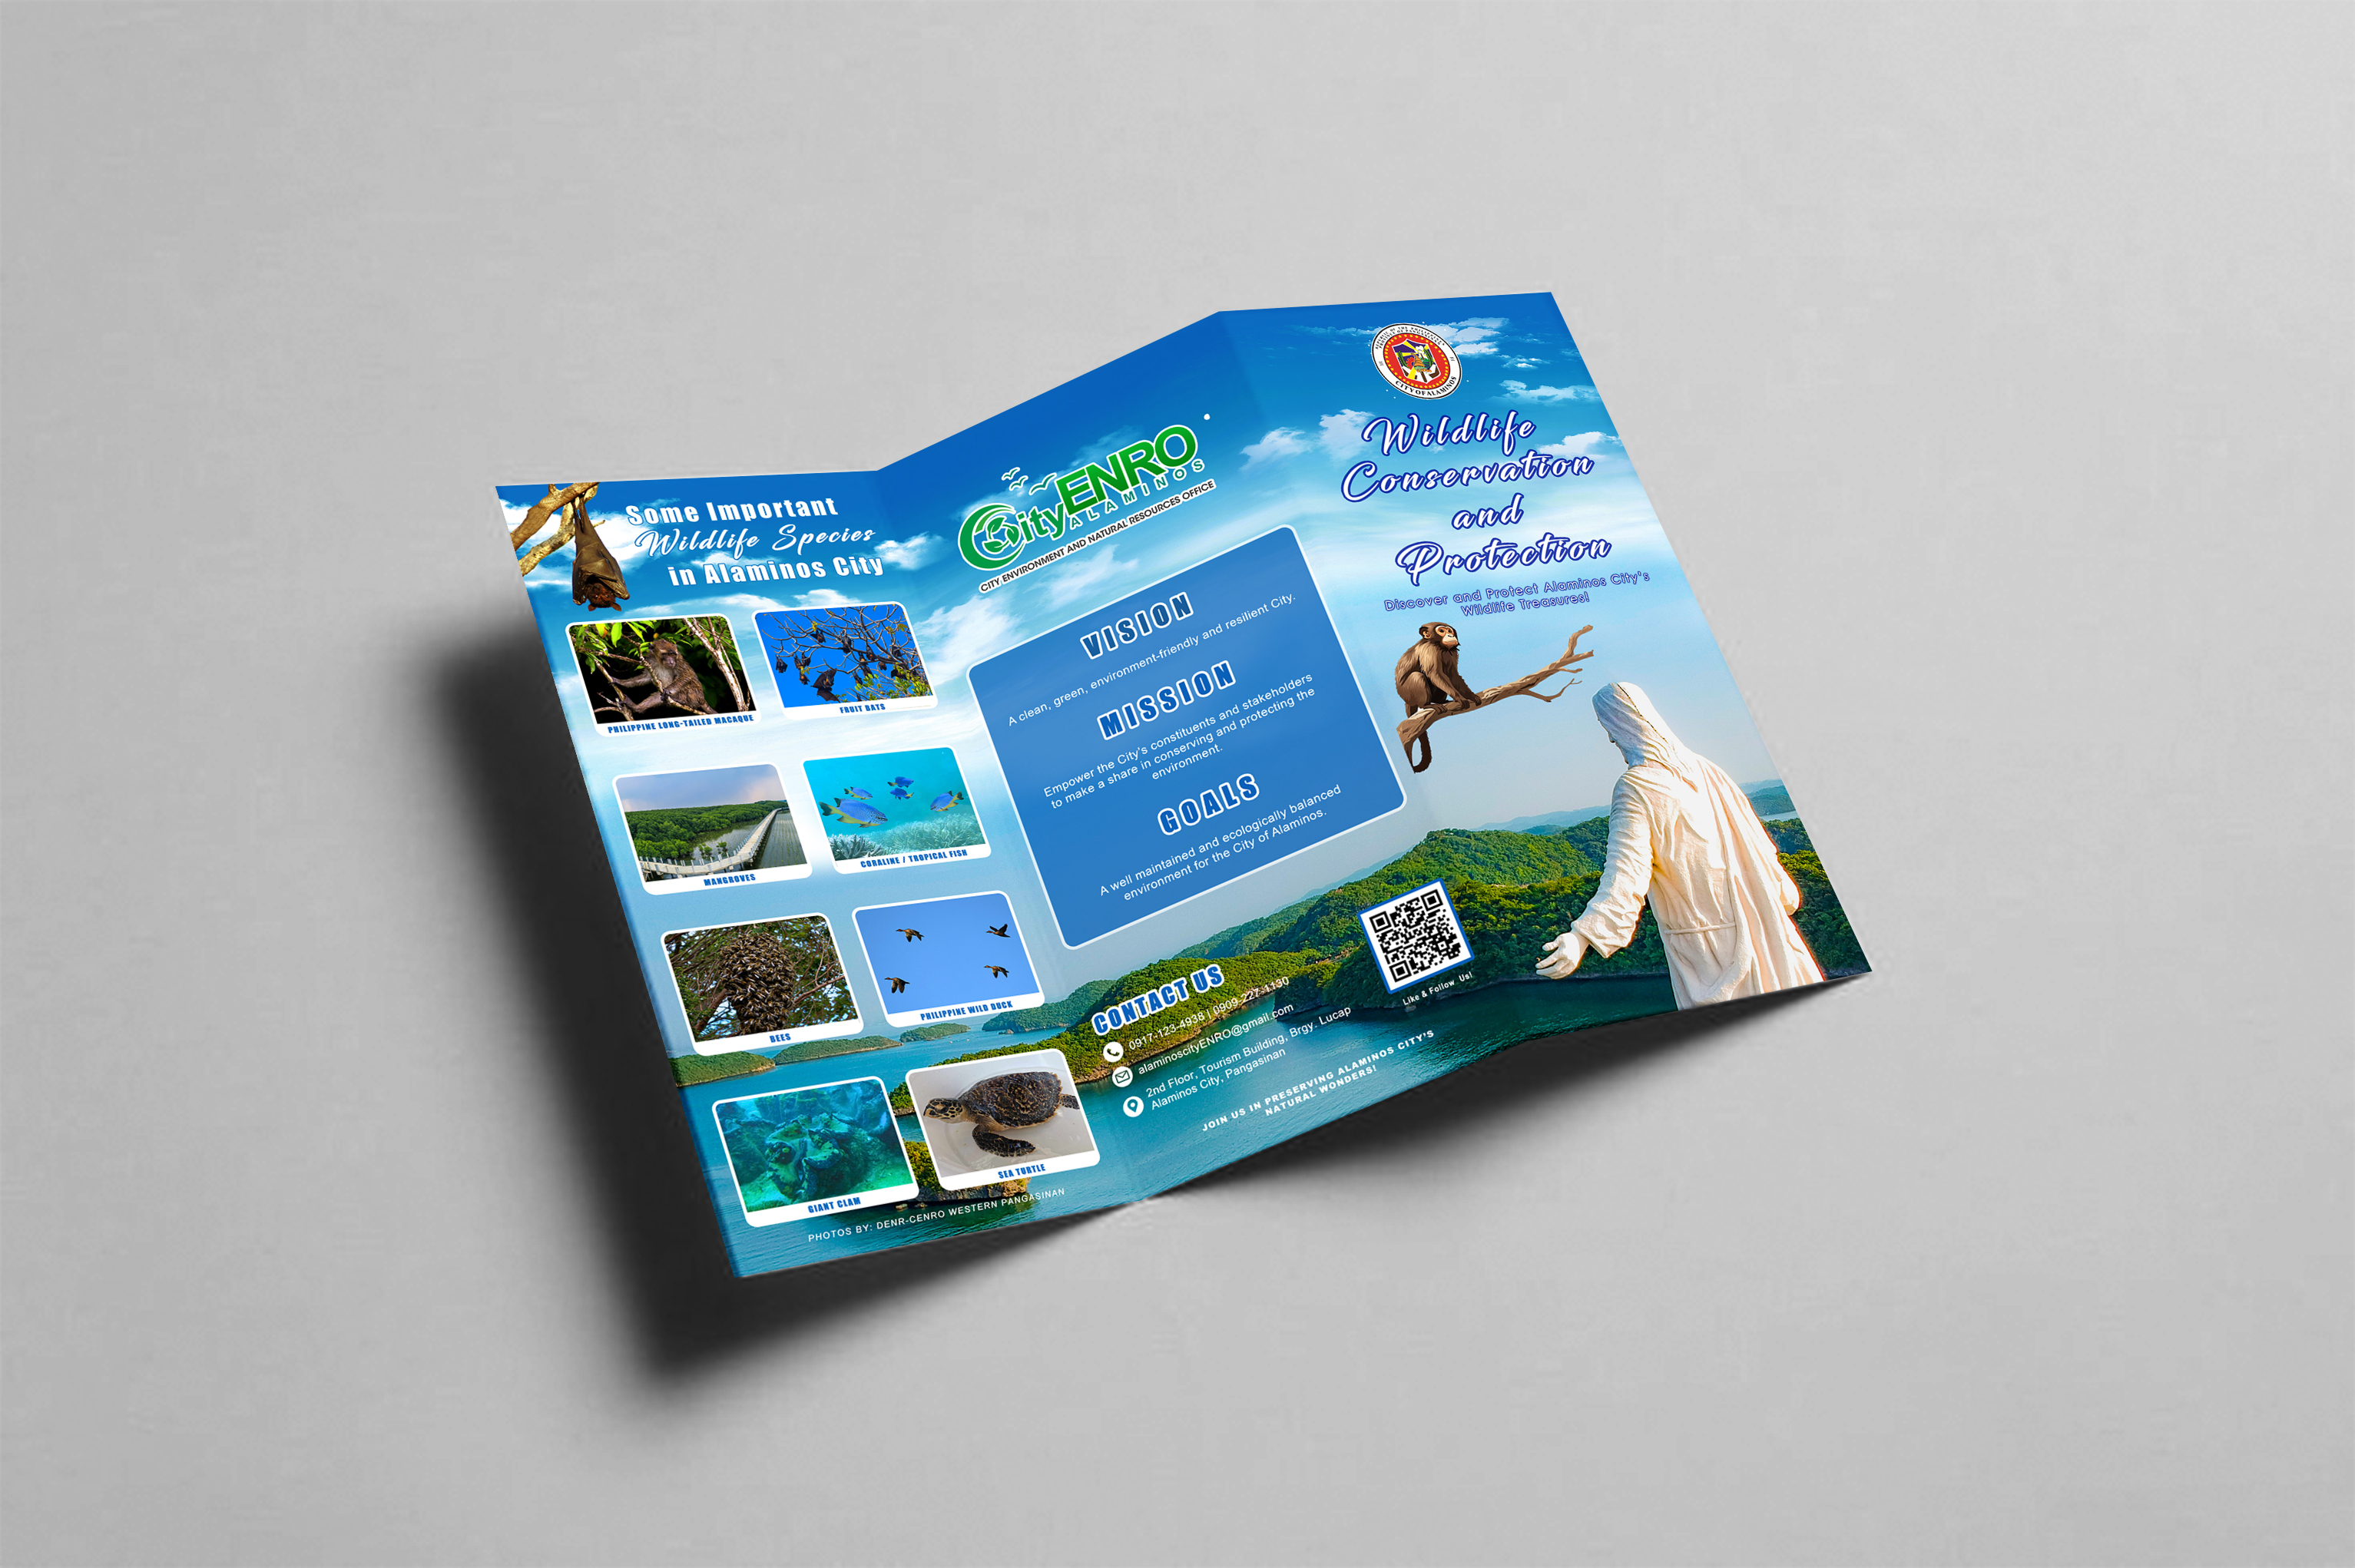 Some Important
Wildlife Species
in Alaminos City
PHILIPPINE LONG-TAILED MACAQUE
FRUIT BATS
MANGROVES
CORALINE / TROPICAL FISH
BEES
PHILIPPINE WILD DUCK
GIANT CLAM
SEA TURTLE
PHOTOS BY: DENR-CENRO WESTERN PANGASINAN
CityENRO
ALAMINOS
CITY ENVIRONMENT AND NATURAL RESOURCES OFFICE
VISION
A clean, green, environment-friendly and resilient City.
MISSION
Empower the City's constituents and stakeholders
to make a share in conserving and protecting the
environment.
GOALS
A well maintained and ecologically balanced
environment for the City of Alaminos.
CONTACT US
0917-123-4938 | 0909-227-1130
alaminoscityENRO@gmail.com
2nd Floor, Tourism Building, Brgy. Lucap
Alaminos City, Pangasinan
JOIN US IN PRESERVING ALAMINOS CITY'S
NATURAL WONDERS!
CITY OF ALAMINOS
Wildlife
Conservation
and
Protection
Discover and Protect Alaminos City's
Wildlife Treasures!
Like & Follow Us!